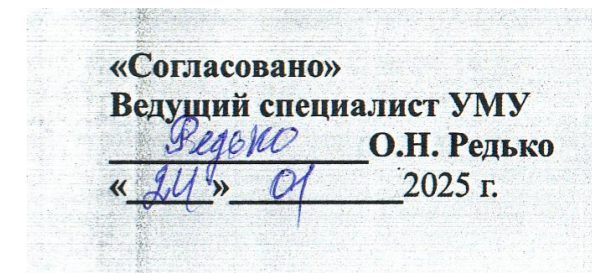 «Согласовано»
Ведущий специалист УМУ
Редько О.Н. Редько
«24» 01 2025 г.